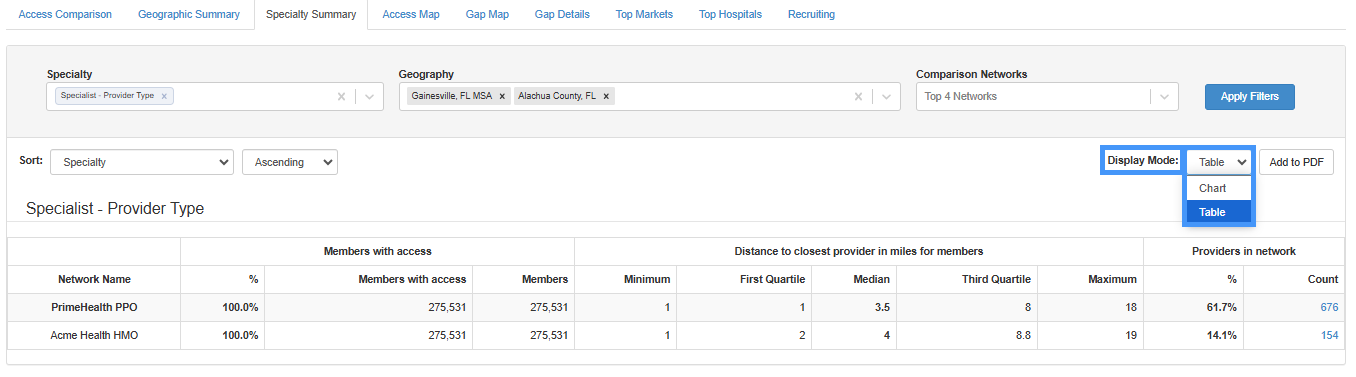 Access Comparison Geographic Summary Specialty Summary Access Map Gap Map Gap Details Top Markets Top Hospitals Recruiting
Specialty Geography Comparison Networks
Specialist - Provider Type × × Gainesville, FL MSA × Alachua County, FL × × Top 4 Networks Apply Filters
Sort: Specialty Ascending Display Mode: Table Add to PDF
Chart
Table
Specialist - Provider Type
Members with access Distance to closest provider in miles for members Providers in network
Network Name % Members with access Members Minimum First Quartile Median Third Quartile Maximum % Count
PrimeHealth PPO 100.0% 275,531 275,531 1 1 3.5 8 18 61.7% 676
Acme Health HMO 100.0% 275,531 275,531 1 2 4 8.8 19 14.1% 154